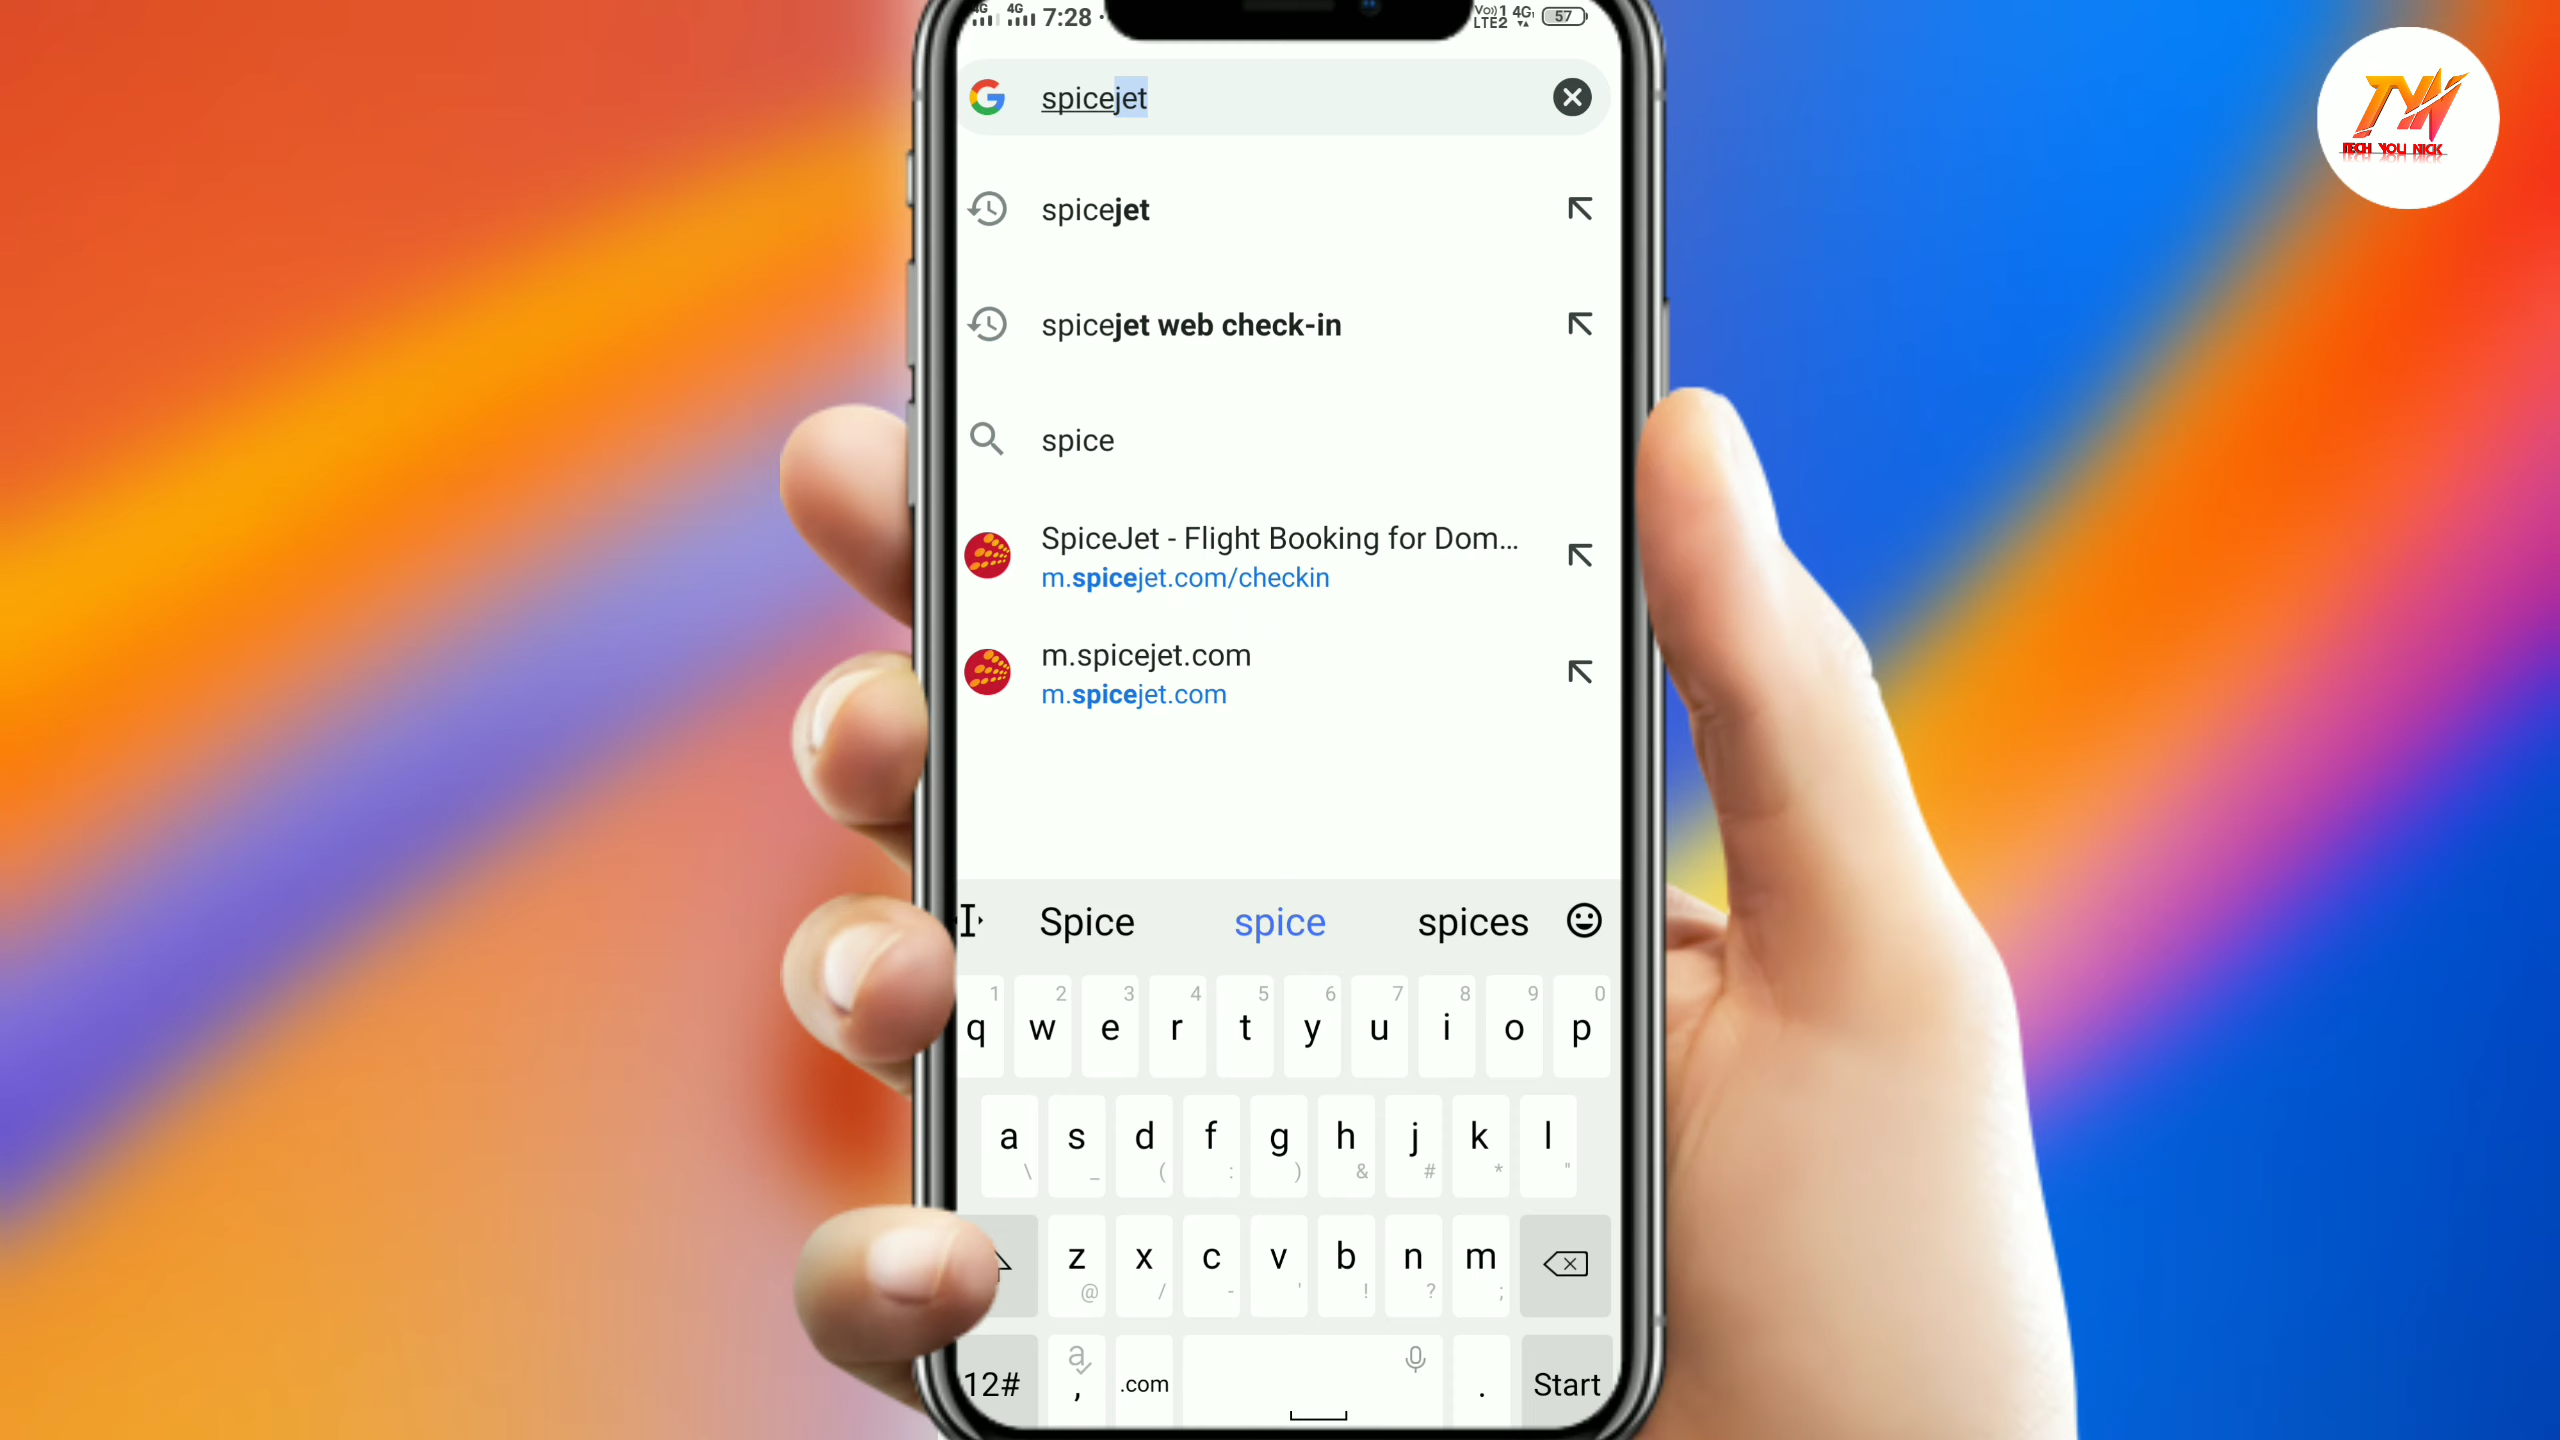 4G 4G 7:28
Vo)) 1 4G
LTE2
57
TYN
TECH YOU NICK
spicejet
spicejet
spicejet web check-in
spice
SpiceJet - Flight Booking for Dom...
m.spicejet.com/checkin
m.spicejet.com
m.spicejet.com
Spice spice spices
1 2 3 4 5 6 7 8 9 0
q w e r t y u i o p
a s d f g h j k l
\ _ ( : ) & # * "
z x c v b n m
@ / - ' ! ? ;
a
12# , .com . Start